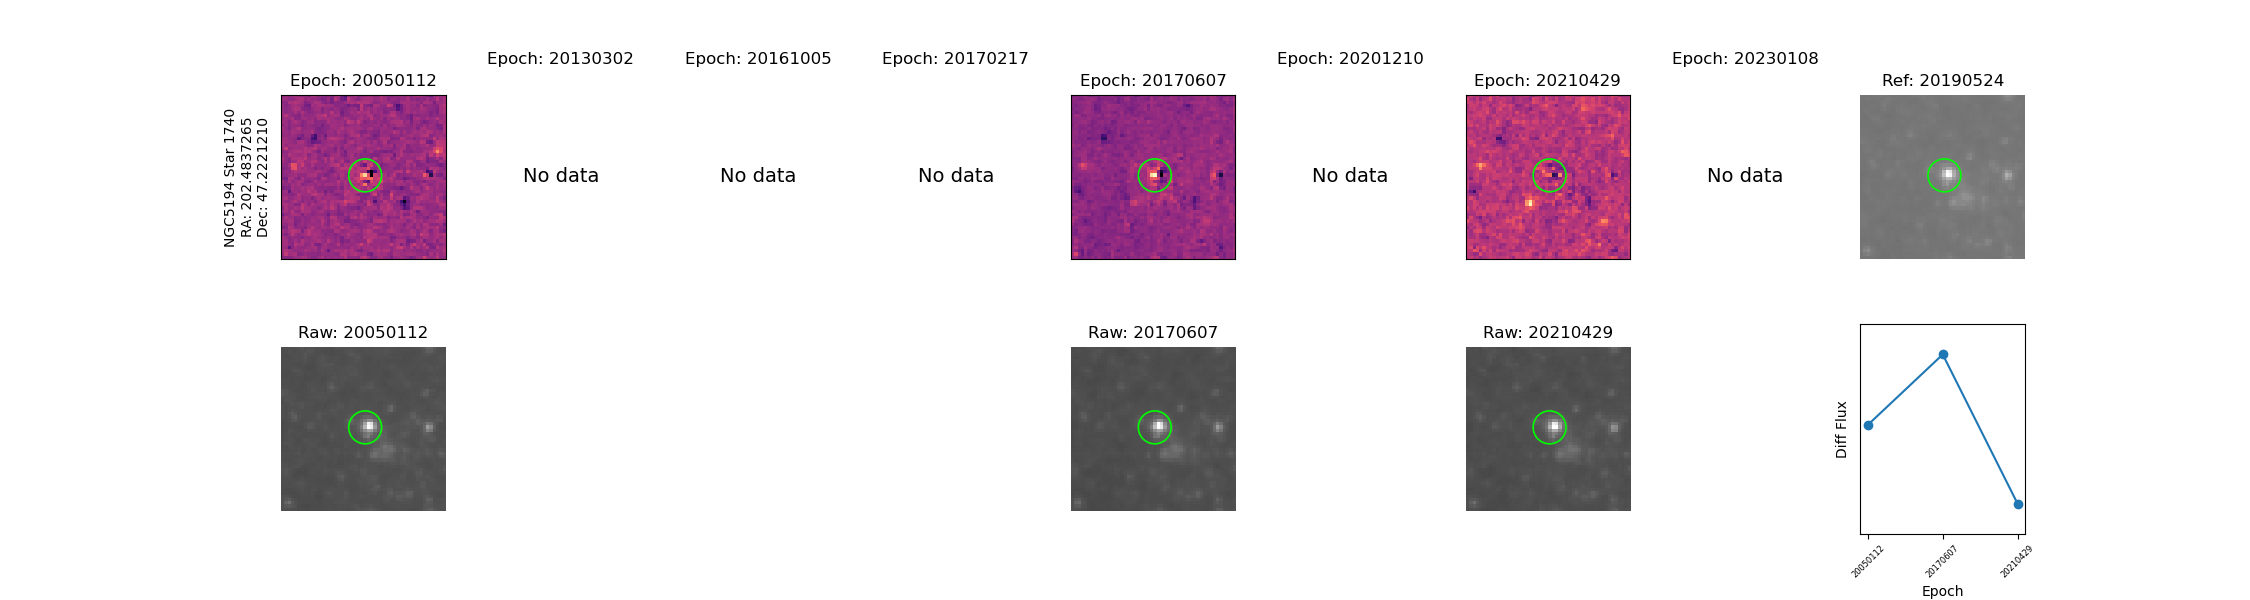 Epoch: 20050112
Epoch: 20130302
Epoch: 20161005
Epoch: 20170217
Epoch: 20170607
Epoch: 20201210
Epoch: 20210429
Epoch: 20230108
Ref: 20190524
NGC5194 Star 1740
RA: 202.4837265
Dec: 47.2221210
No data
No data
No data
No data
No data
Raw: 20050112
Raw: 20170607
Raw: 20210429
Diff Flux
20050112
20170607
20210429
Epoch